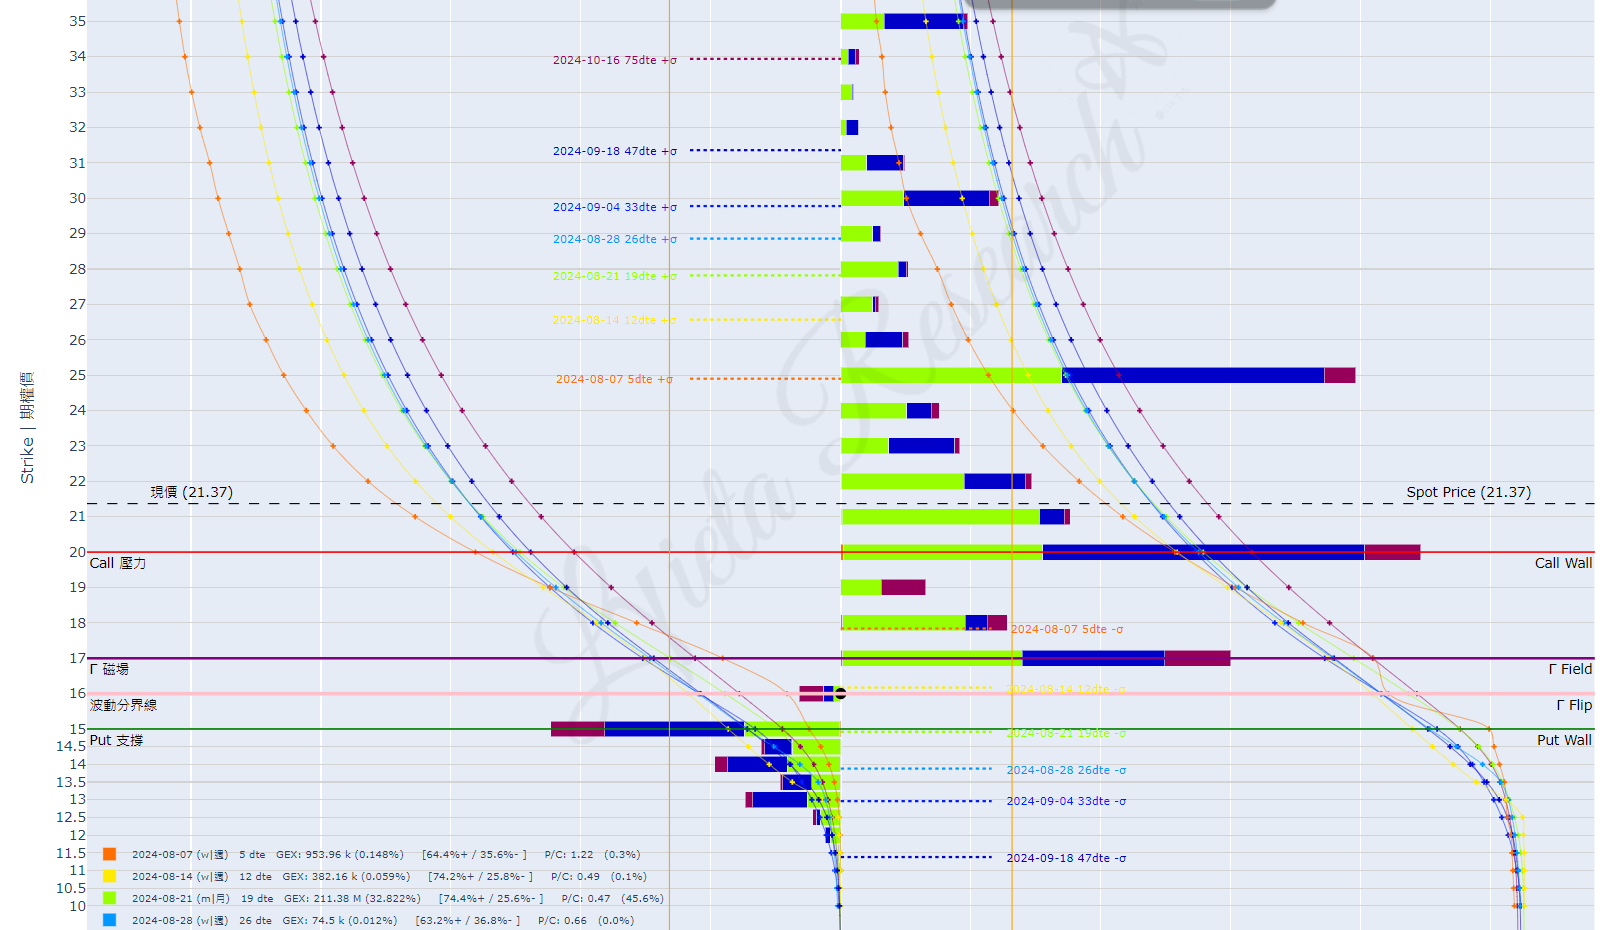 35
34
2024-10-16 75dte +σ
33
32
2024-09-18 47dte +σ
31
30
2024-09-04 33dte +σ
29
2024-08-28 26dte +σ
28
2024-08-21 19dte +σ
27
2024-08-14 12dte +σ
26
25
2024-08-07 5dte +σ
24
23
22
現價 (21.37)
Spot Price (21.37)
21
20
Call 壓力
Call Wall
19
18
2024-08-07 5dte -σ
17
Γ 磁場
Γ Field
2024-08-14 12dte -σ
16
波動分界線
Γ Flip
15
2024-08-21 19dte -σ
Put 支撐
Put Wall
14.5
14
2024-08-28 26dte -σ
13.5
13
2024-09-04 33dte -σ
12.5
12
11.5
2024-09-18 47dte -σ
11
10.5
10
Strike | 期權價
2024-08-07 (w|週) 5 dte GEX: 953.96 k (0.148%) [64.4%+ / 35.6%- ] P/C: 1.22 (0.3%)
2024-08-14 (w|週) 12 dte GEX: 382.16 k (0.059%) [74.2%+ / 25.8%- ] P/C: 0.49 (0.1%)
2024-08-21 (m|月) 19 dte GEX: 211.38 M (32.822%) [74.4%+ / 25.6%- ] P/C: 0.47 (45.6%)
2024-08-28 (w|週) 26 dte GEX: 74.5 k (0.012%) [63.2%+ / 36.8%- ] P/C: 0.66 (0.0%)
Research